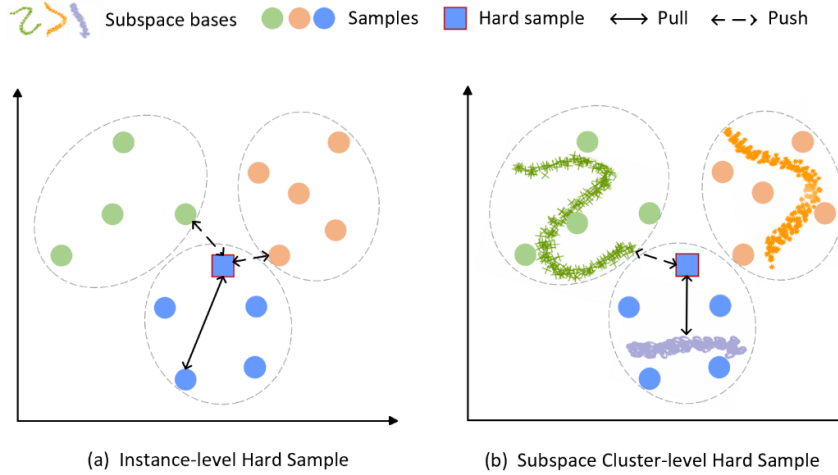 Subspace bases Samples Hard sample Pull Push
(a) Instance-level Hard Sample
(b) Subspace Cluster-level Hard Sample